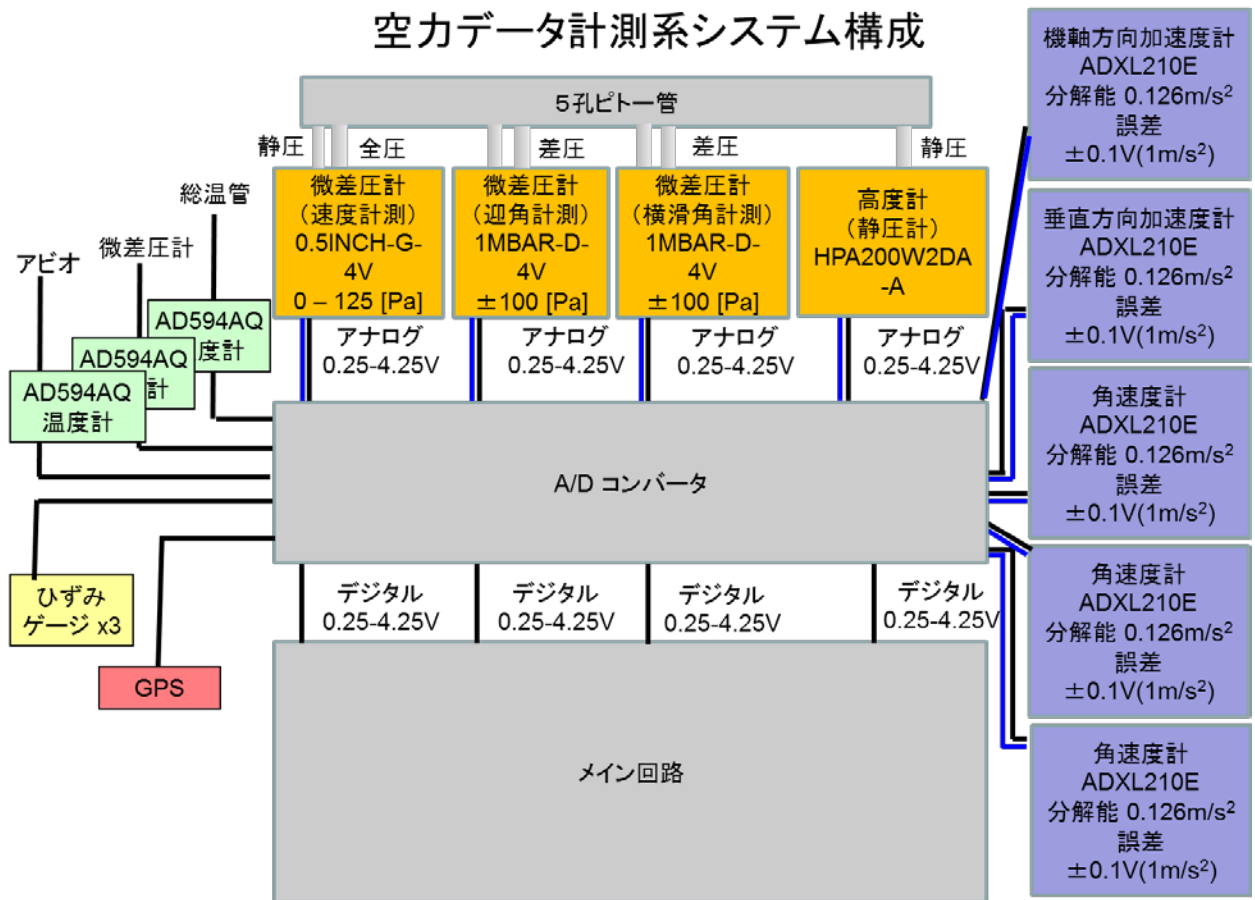 空力データ計測系システム構成
5孔ピトー管
静圧
全圧
差圧
差圧
静圧
微差圧計
（速度計測）
0.5INCH-G-
4V
0 – 125 [Pa]
微差圧計
（迎角計測）
1MBAR-D-
4V
±100 [Pa]
微差圧計
（横滑角計測）
1MBAR-D-
4V
±100 [Pa]
高度計
（静圧計）
HPA200W2DA
-A
総温管
微差圧計
アビオ
AD594AQ
度計
AD594AQ
計
AD594AQ
温度計
アナログ
0.25-4.25V
アナログ
0.25-4.25V
アナログ
0.25-4.25V
アナログ
0.25-4.25V
A/D コンバータ
ひずみ
ゲージ x3
GPS
デジタル
0.25-4.25V
デジタル
0.25-4.25V
デジタル
0.25-4.25V
デジタル
0.25-4.25V
メイン回路
機軸方向加速度計
ADXL210E
分解能 0.126m/s²
誤差
±0.1V(1m/s²)
垂直方向加速度計
ADXL210E
分解能 0.126m/s²
誤差
±0.1V(1m/s²)
角速度計
ADXL210E
分解能 0.126m/s²
誤差
±0.1V(1m/s²)
角速度計
ADXL210E
分解能 0.126m/s²
誤差
±0.1V(1m/s²)
角速度計
ADXL210E
分解能 0.126m/s²
誤差
±0.1V(1m/s²)